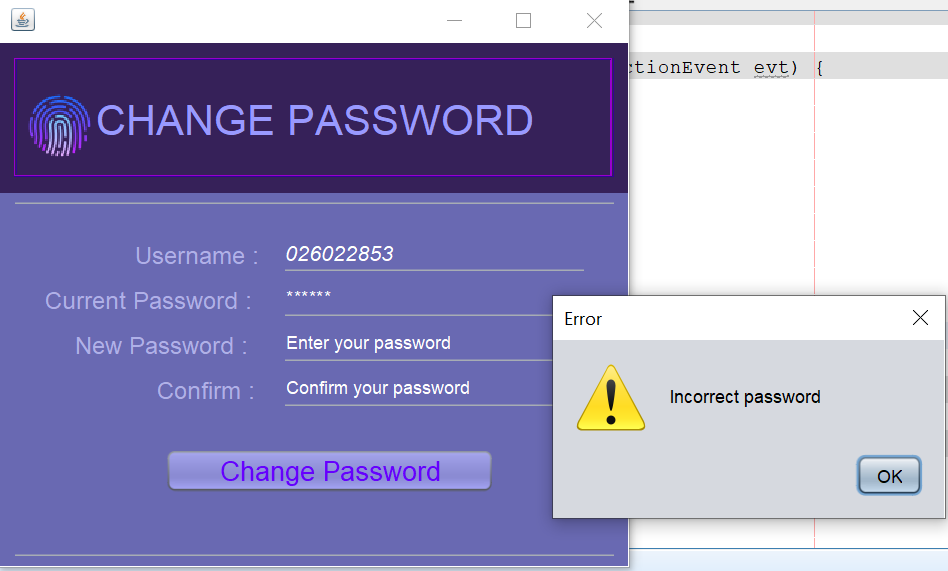 ctionEvent evt) {
CHANGE PASSWORD
Username : 026022853
Current Password : ******
New Password : Enter your password
Confirm : Confirm your password
Change Password
Error
Incorrect password
OK